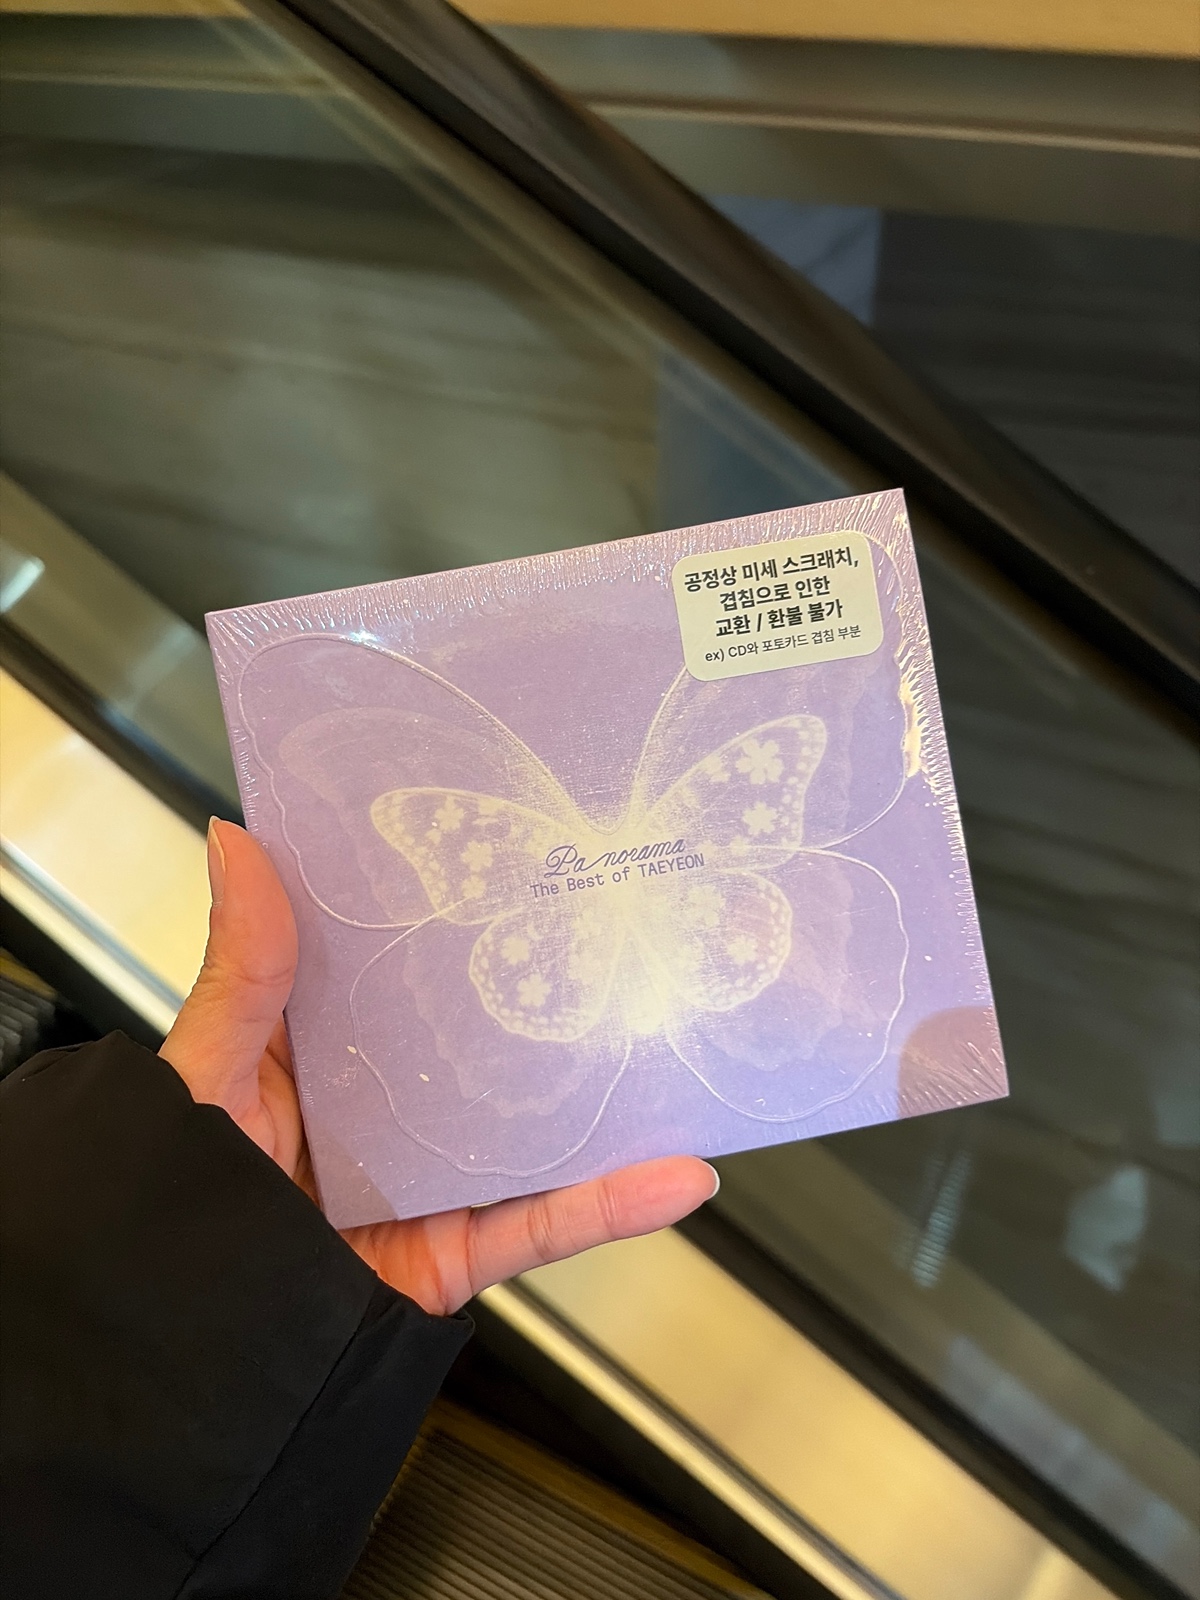 공정상 미세 스크래치,
겹침으로 인한
교환 / 환불 불가
ex) CD와 포토카드 겹침 부분
Panorama
The Best of TAEYEON